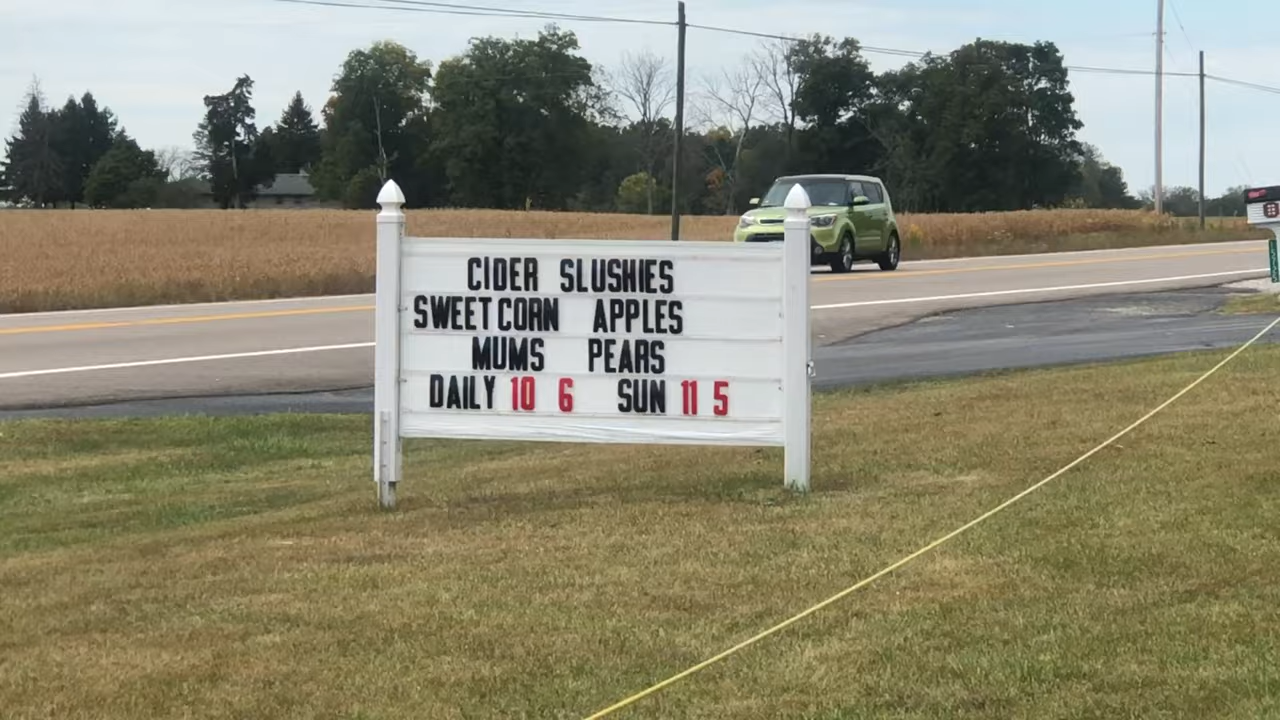 CIDER SLUSHIES
SWEET CORN APPLES
MUMS PEARS
DAILY 10 6 SUN 11 5